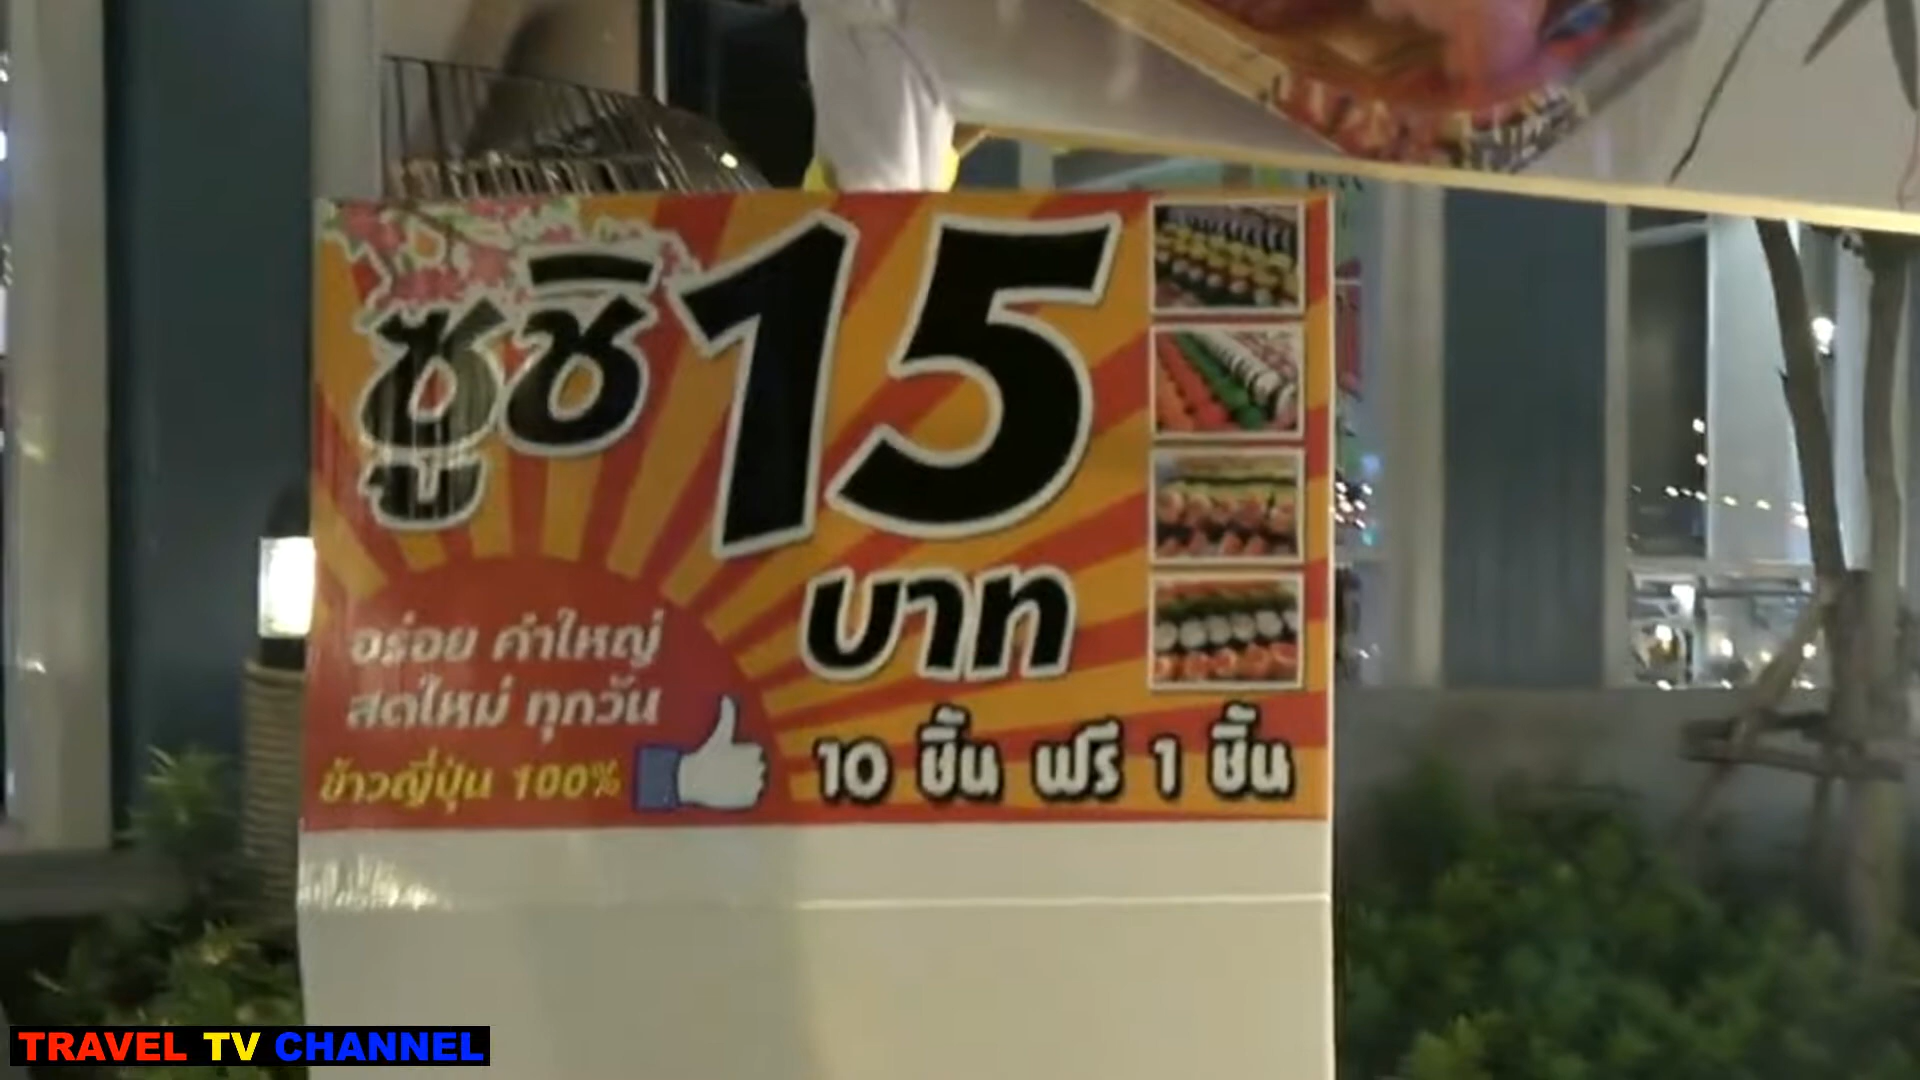 ซูชิ 15
บาท
อร่อย คำใหญ่
สดใหม่ ทุกวัน
ข้าวญี่ปุ่น 100%
10 ชิ้น ฟรี 1 ชิ้น
TRAVEL TV CHANNEL